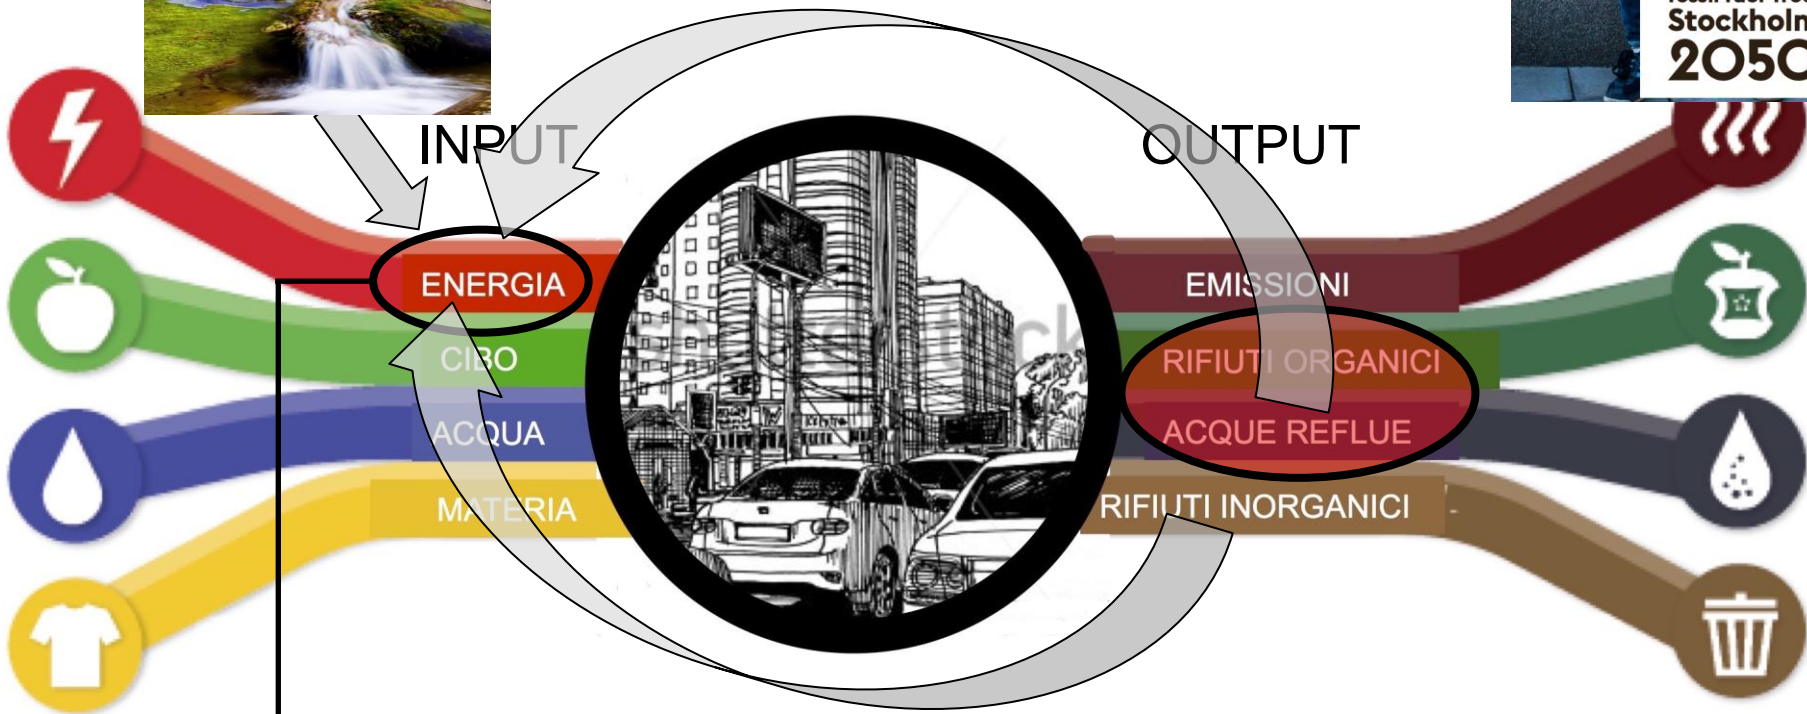 Stockholm
2050
INPUT
OUTPUT
ENERGIA
EMISSIONI
CIBO
RIFIUTI ORGANICI
ACQUA
ACQUE REFLUE
MATERIA
RIFIUTI INORGANICI -